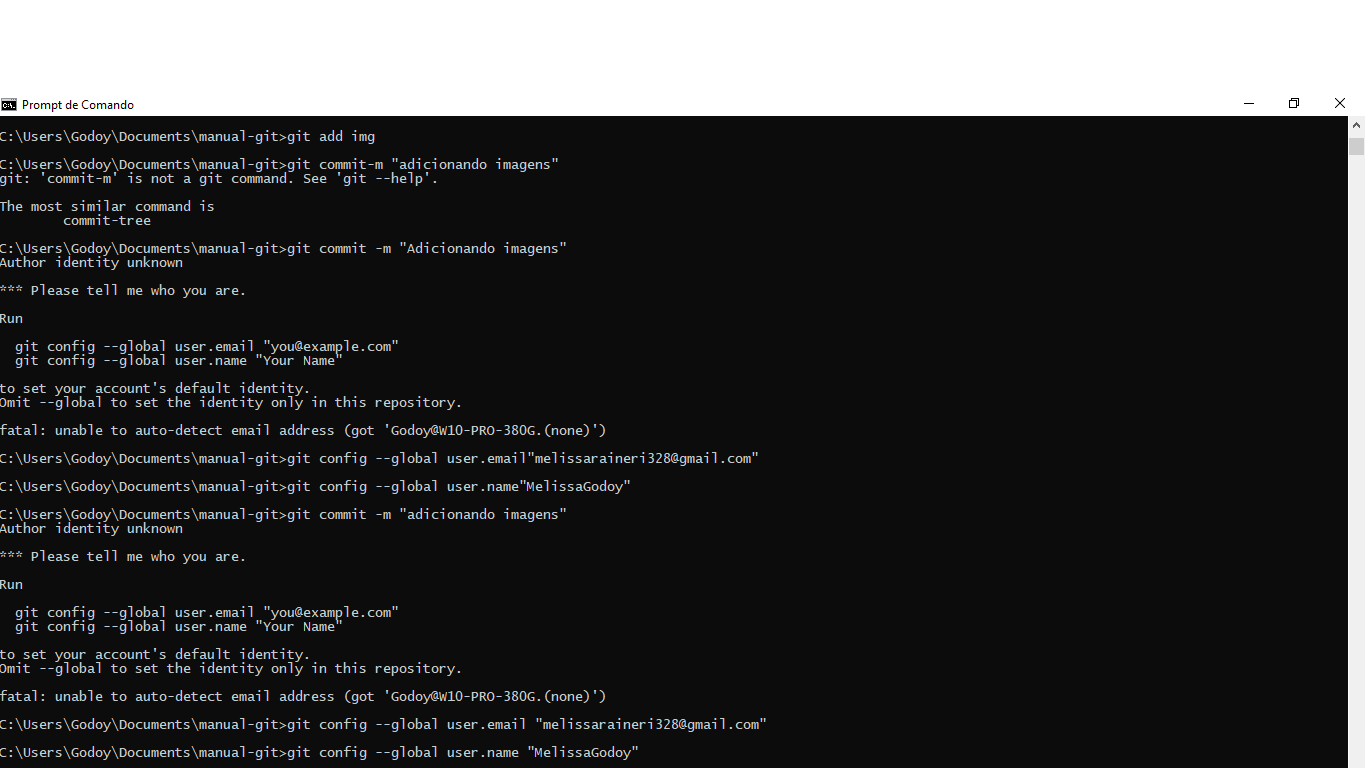 Prompt de Comando
C:\Users\Godoy\Documents\manual-git>git add img
C:\Users\Godoy\Documents\manual-git>git commit-m "adicionando imagens"
git: 'commit-m' is not a git command. See 'git --help'.
The most similar command is
commit-tree
C:\Users\Godoy\Documents\manual-git>git commit -m "Adicionando imagens"
Author identity unknown
*** Please tell me who you are.
Run
git config --global user.email "you@example.com"
git config --global user.name "Your Name"
to set your account's default identity.
Omit --global to set the identity only in this repository.
fatal: unable to auto-detect email address (got 'Godoy@W10-PRO-380G.(none)')
C:\Users\Godoy\Documents\manual-git>git config --global user.email"melissaraineri328@gmail.com"
C:\Users\Godoy\Documents\manual-git>git config --global user.name"MelissaGodoy"
C:\Users\Godoy\Documents\manual-git>git commit -m "adicionando imagens"
Author identity unknown
*** Please tell me who you are.
Run
git config --global user.email "you@example.com"
git config --global user.name "Your Name"
to set your account's default identity.
Omit --global to set the identity only in this repository.
fatal: unable to auto-detect email address (got 'Godoy@W10-PRO-380G.(none)')
C:\Users\Godoy\Documents\manual-git>git config --global user.email "melissaraineri328@gmail.com"
C:\Users\Godoy\Documents\manual-git>git config --global user.name "MelissaGodoy"